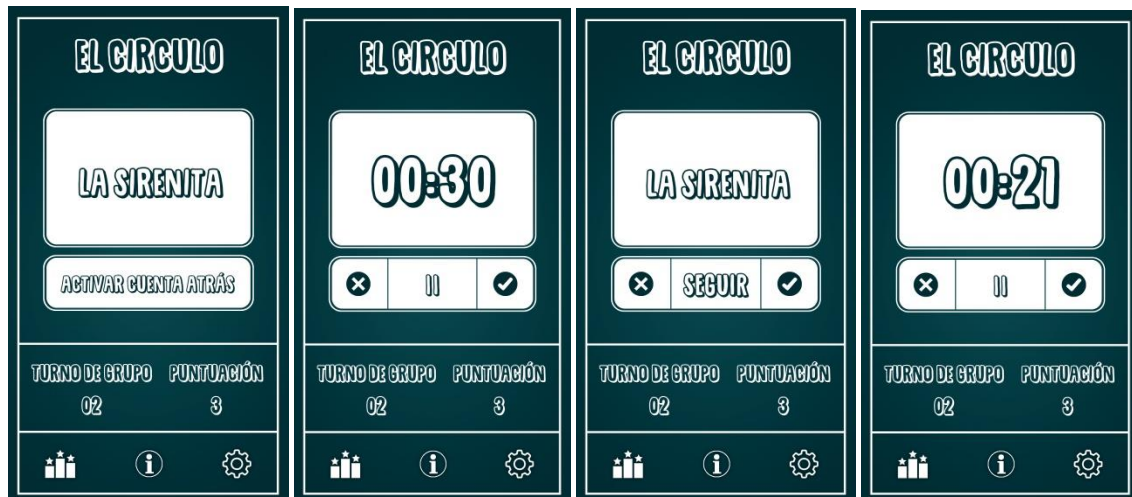 EL CIRCULO
LA SIRENITA
ACTIVAR CUENTA ATRÁS
TURNO DE GRUPO PUNTUACIÓN
02 3
EL CIRCULO
00:30
TURNO DE GRUPO PUNTUACIÓN
02 3
EL CIRCULO
LA SIRENITA
SEGUIR
TURNO DE GRUPO PUNTUACIÓN
02 3
EL CIRCULO
00:21
TURNO DE GRUPO PUNTUACIÓN
02 3